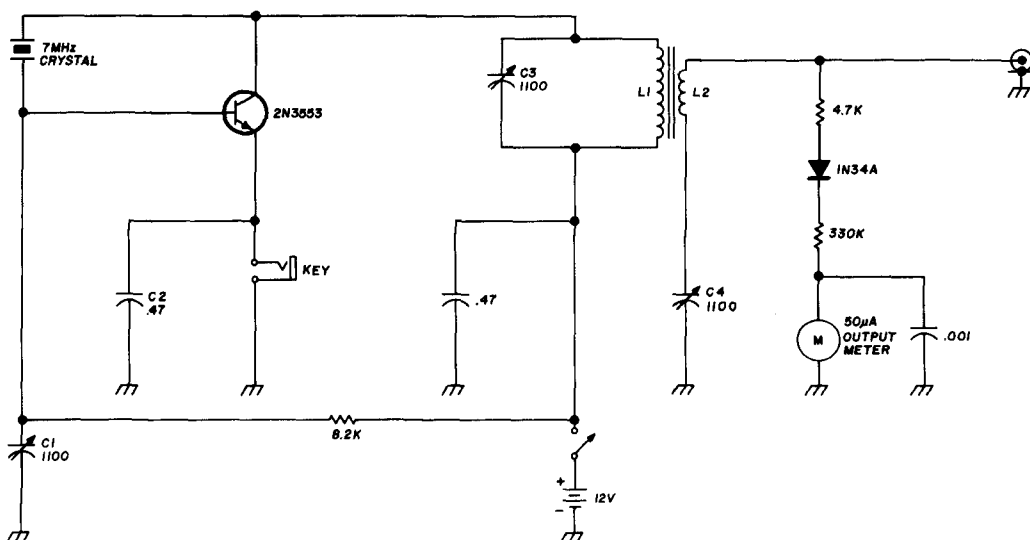 7MHz
CRYSTAL
2N3553
C3
1100
L1
L2
4.7K
1N34A
330K
KEY
C2
.47
.47
C4
1100
50µA
OUTPUT
METER
M
.001
8.2K
C1
1100
+
-
12V